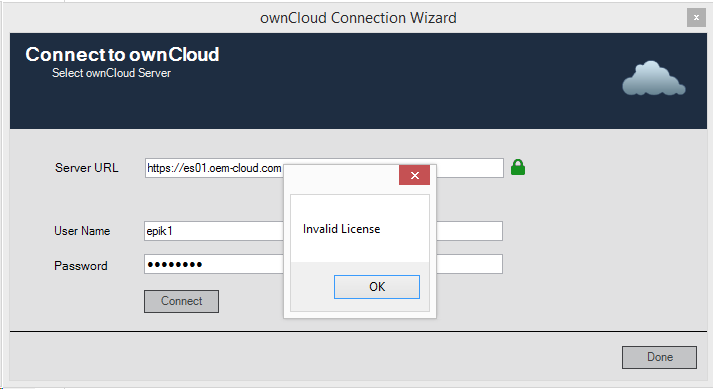 ownCloud Connection Wizard
x
Connect to ownCloud
Select ownCloud Server
Server URL
https://es01.oem-cloud.com
Invalid License
User Name
epik1
Password
●●●●●●●●
OK
Connect
Done